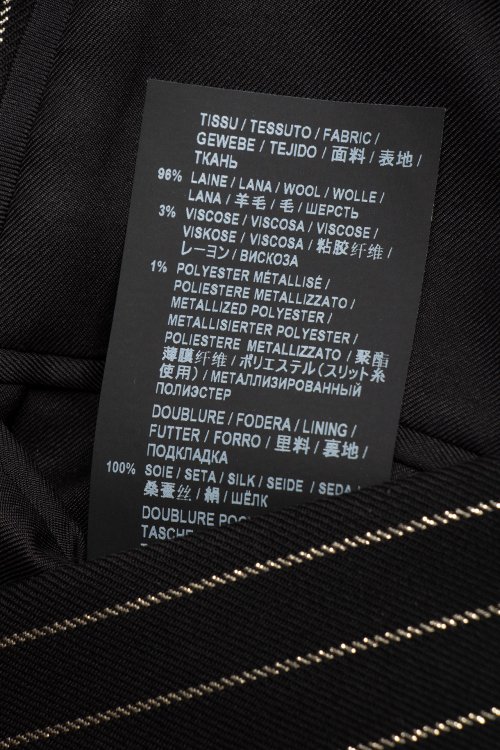 TISSU / TESSUTO / FABRIC /
GEWEBE / TEJIDO / 面料 / 表地 /
ТКАНЬ
96% LAINE / LANA / WOOL / WOLLE /
LANA / 羊毛 / 毛 / ШЕРСТЬ
3% VISCOSE / VISCOSA / VISCOSE /
VISKOSE / VISCOSA / 粘胶纤维 /
レーヨン / ВИСКОЗА
1% POLYESTER MÉTALLISÉ /
POLIESTERE METALLIZZATO /
METALLIZED POLYESTER /
METALLISIERTER POLYESTER /
POLIESTERE METALLIZZATO / 聚酯
薄膜纤维 / ポリエステル(スリット糸
使用) / МЕТАЛЛИЗИРОВАННЫЙ
ПОЛИЭСТЕР
DOUBLURE / FODERA / LINING /
FUTTER / FORRO / 里料 / 裏地 /
ПОДКЛАДКА
100% SOIE / SETA / SILK / SEIDE / SEDA /
桑蚕丝 / 絹 / ШЁЛК
DOUBLURE POC
TASCHE